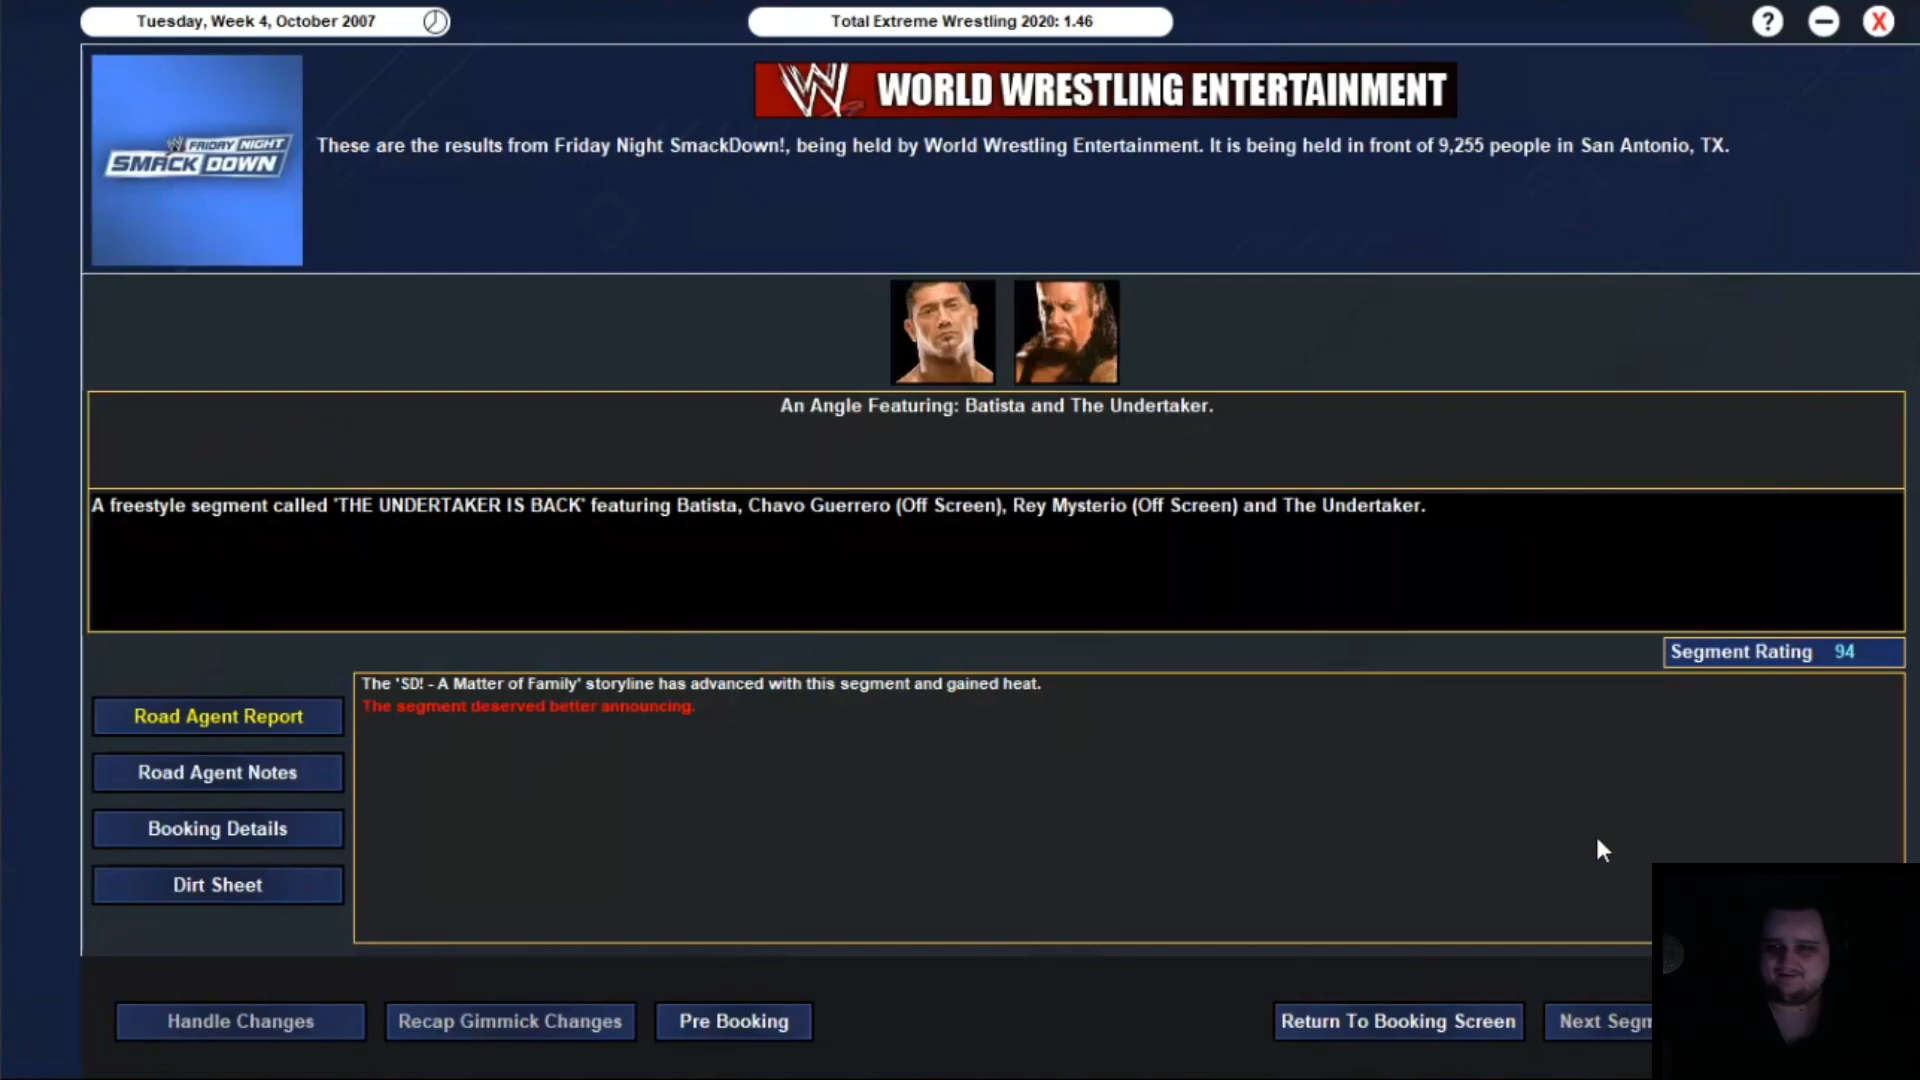 Tuesday, Week 4, October 2007
Total Extreme Wrestling 2020: 1.46
?
X
W WORLD WRESTLING ENTERTAINMENT
FRIDAY NIGHT
SMACK DOWN
These are the results from Friday Night SmackDown!, being held by World Wrestling Entertainment. It is being held in front of 9,255 people in San Antonio, TX.
An Angle Featuring: Batista and The Undertaker.
A freestyle segment called 'THE UNDERTAKER IS BACK' featuring Batista, Chavo Guerrero (Off Screen), Rey Mysterio (Off Screen) and The Undertaker.
Segment Rating 94
The 'SD! - A Matter of Family' storyline has advanced with this segment and gained heat.
The segment deserved better announcing.
Road Agent Report
Road Agent Notes
Booking Details
Dirt Sheet
Handle Changes
Recap Gimmick Changes
Pre Booking
Return To Booking Screen
Next Segm